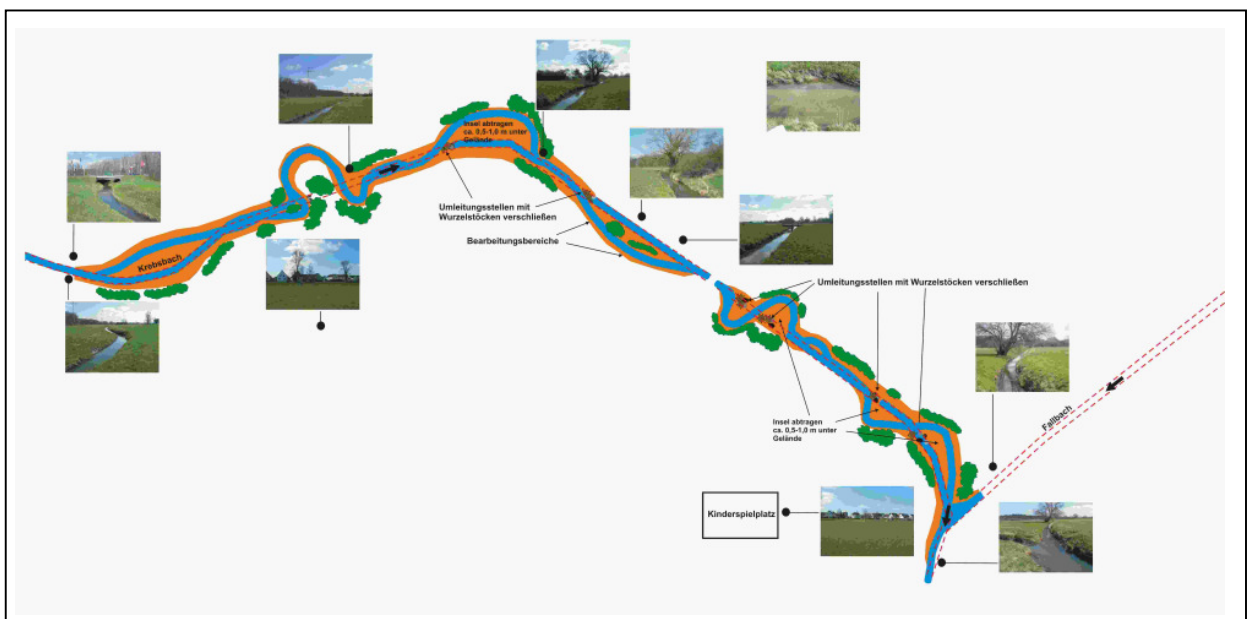 Insel abtragen
ca. 0,5-1,0 m unter
Gelände
Umleitungsstellen mit
Wurzelstöcken verschließen
Bearbeitungsbereiche
Krebsbach
Umleitungsstellen mit Wurzelstöcken verschließen
Insel abtragen
ca. 0,5-1,0 m unter
Gelände
Fallbach
Kinderspielplatz